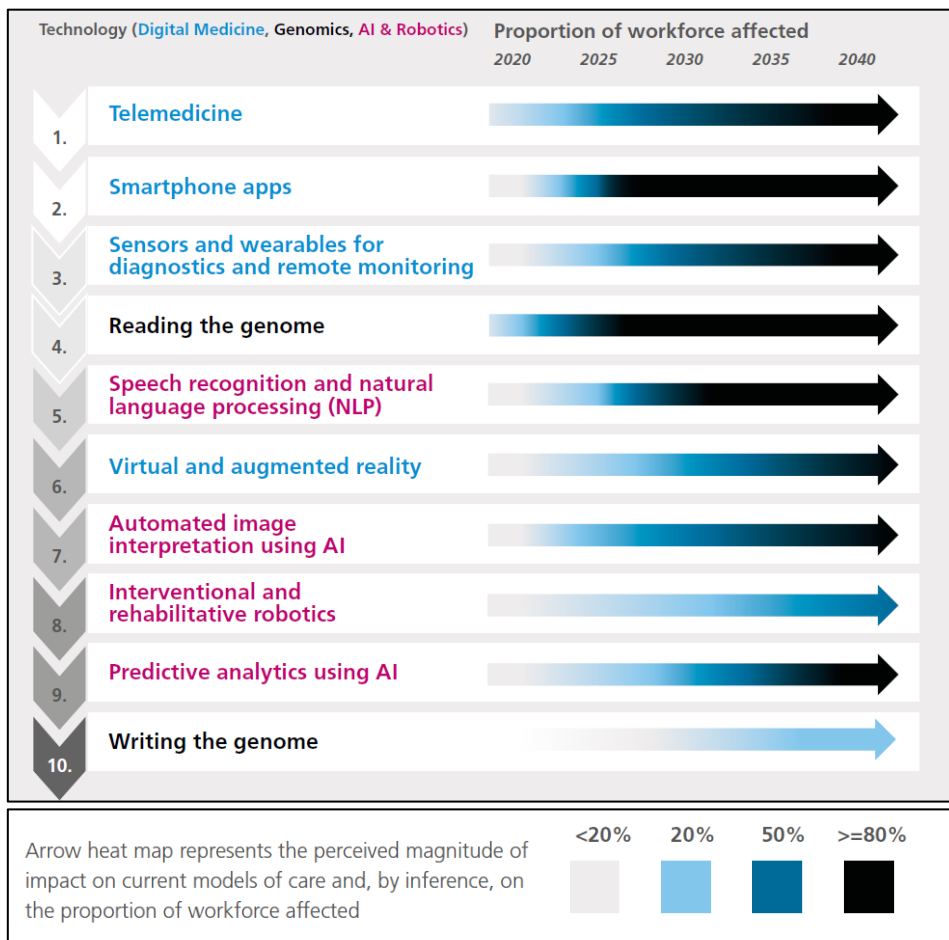 Technology (Digital Medicine, Genomics, AI & Robotics)
Proportion of workforce affected
2020 2025 2030 2035 2040
1.
Telemedicine
2.
Smartphone apps
3.
Sensors and wearables for
diagnostics and remote monitoring
4.
Reading the genome
5.
Speech recognition and natural
language processing (NLP)
6.
Virtual and augmented reality
7.
Automated image
interpretation using AI
8.
Interventional and
rehabilitative robotics
9.
Predictive analytics using AI
10.
Writing the genome
Arrow heat map represents the perceived magnitude of
impact on current models of care and, by inference, on
the proportion of workforce affected
<20% 20% 50% >=80%